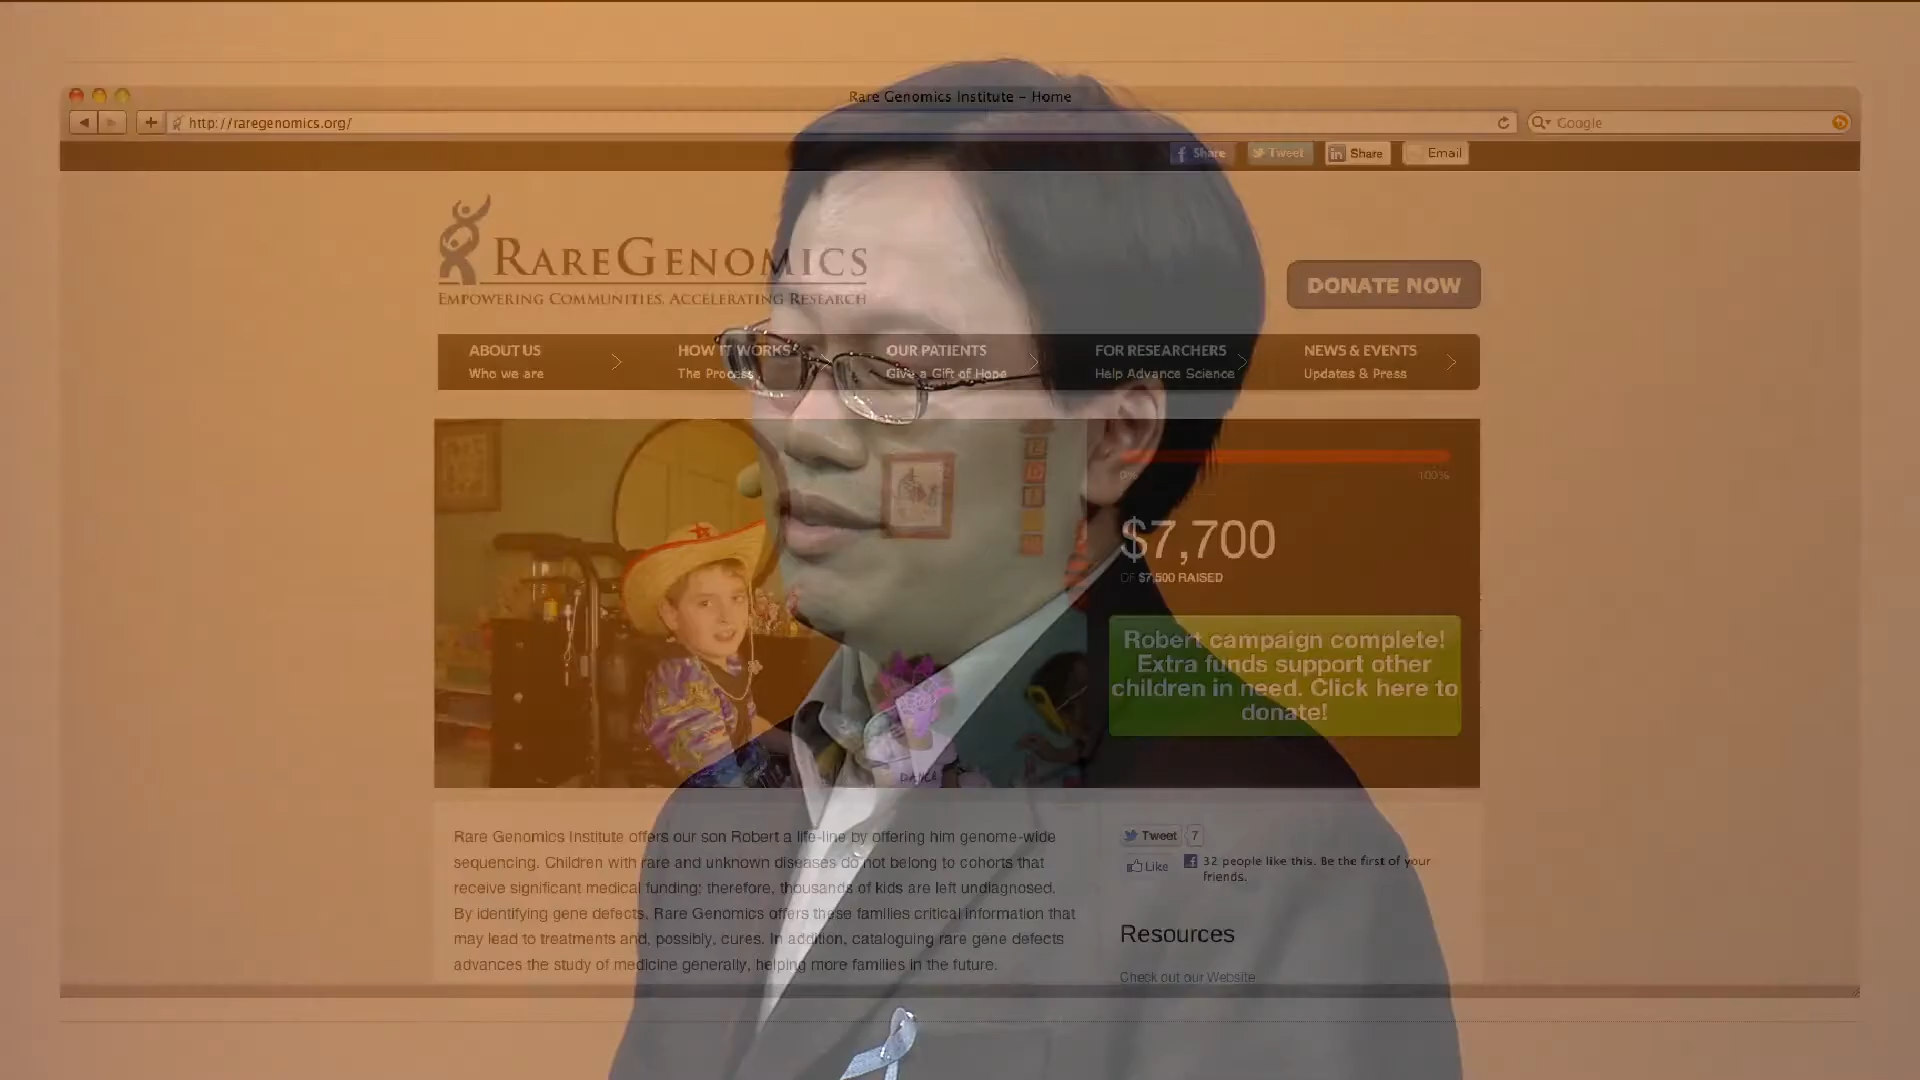 Rare Genomics Institute – Home
http://raregenomics.org/
Google
Share
Tweet
Share
Email
RAREGENOMICS
EMPOWERING COMMUNITIES. ACCELERATING RESEARCH
DONATE NOW
ABOUT US
Who we are
HOW IT WORKS
The Process
OUR PATIENTS
Give a Gift of Hope
FOR RESEARCHERS
Help Advance Science
NEWS & EVENTS
Updates & Press
0%
100%
$7,700
OF $7,500 RAISED
Robert campaign complete!
Extra funds support other
children in need. Click here to
donate!
DANCA
Rare Genomics Institute offers our son Robert a life-line by offering him genome-wide
sequencing. Children with rare and unknown diseases do not belong to cohorts that
receive significant medical funding; therefore, thousands of kids are left undiagnosed.
By identifying gene defects, Rare Genomics offers these families critical information that
may lead to treatments and, possibly, cures. In addition, cataloguing rare gene defects
advances the study of medicine generally, helping more families in the future.
Tweet 7
Like
32 people like this. Be the first of your
friends.
Resources
Check out our Website